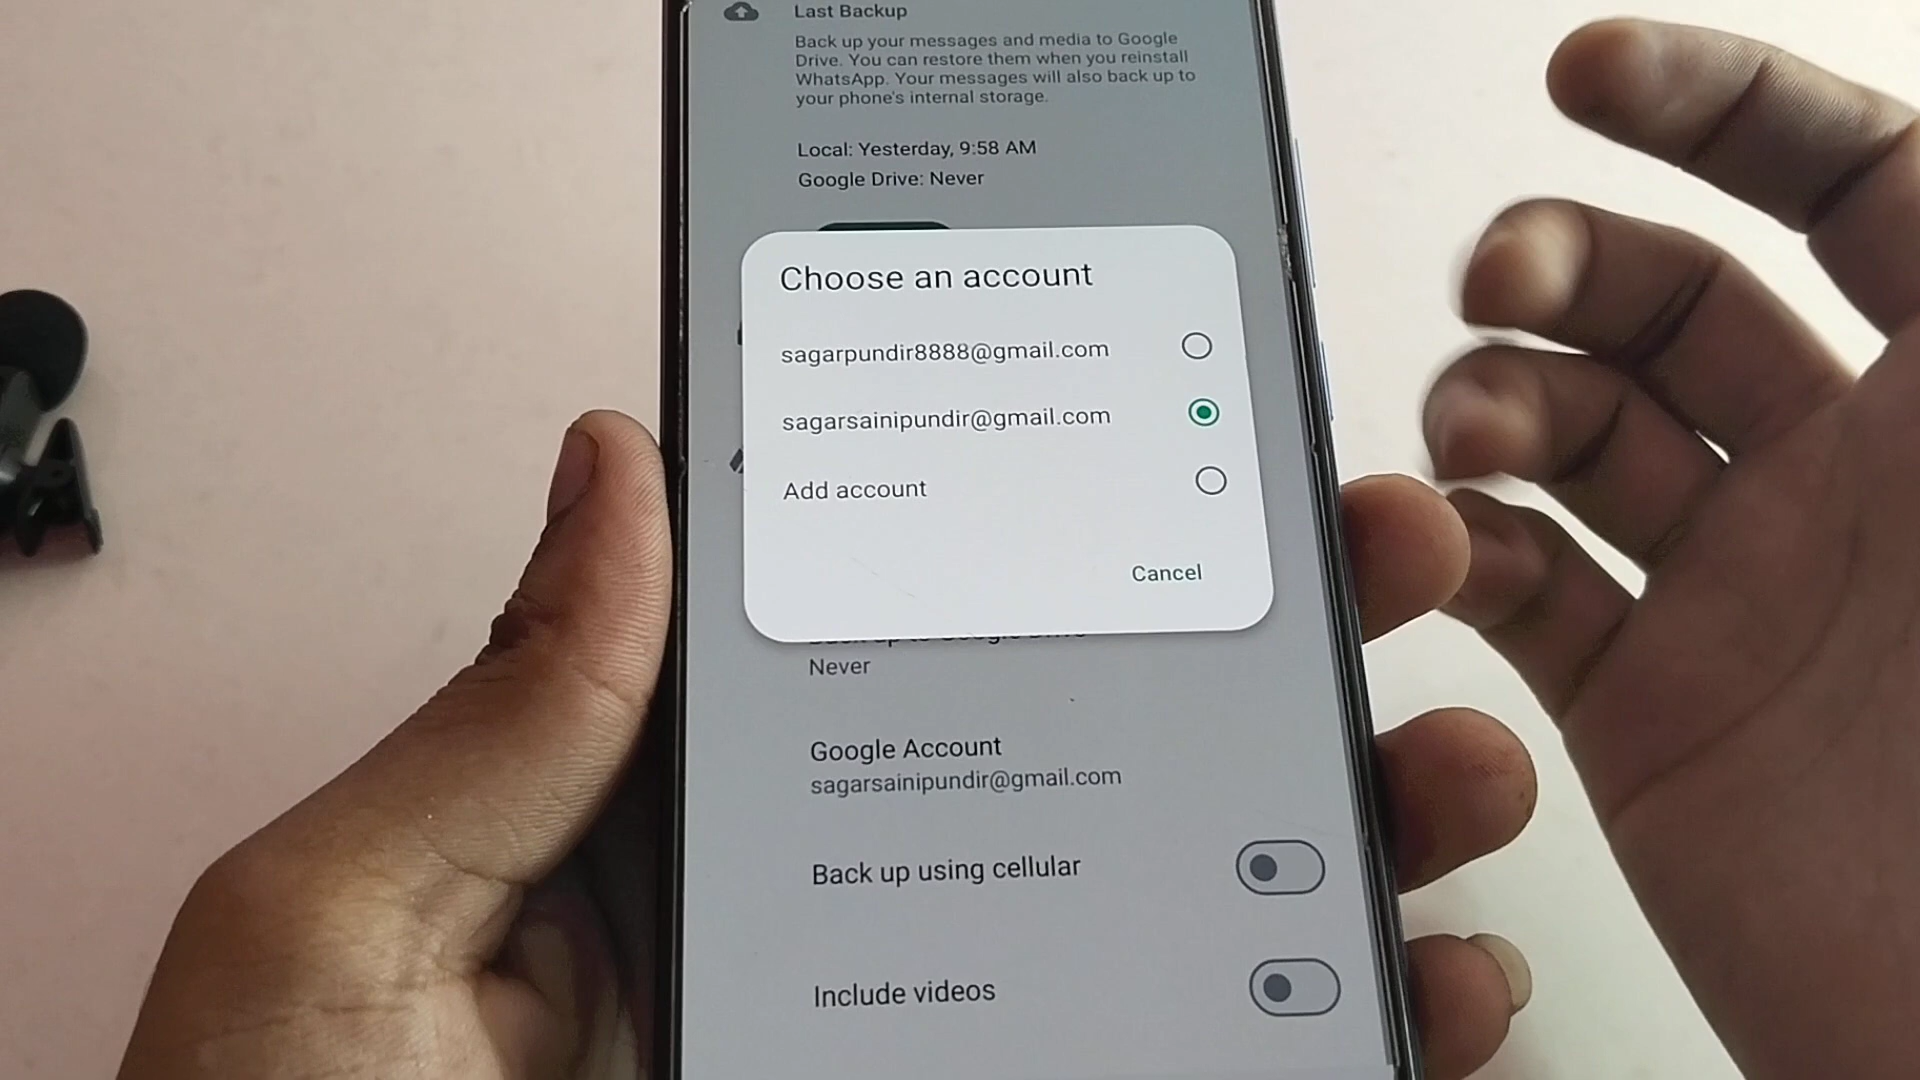 Last Backup
Back up your messages and media to Google
Drive. You can restore them when you reinstall
WhatsApp. Your messages will also back up to
your phone's internal storage.
Local: Yesterday, 9:58 AM
Google Drive: Never
Choose an account
sagarpundir8888@gmail.com
sagarsainipundir@gmail.com
Add account
Cancel
Never
Google Account
sagarsainipundir@gmail.com
Back up using cellular
Include videos